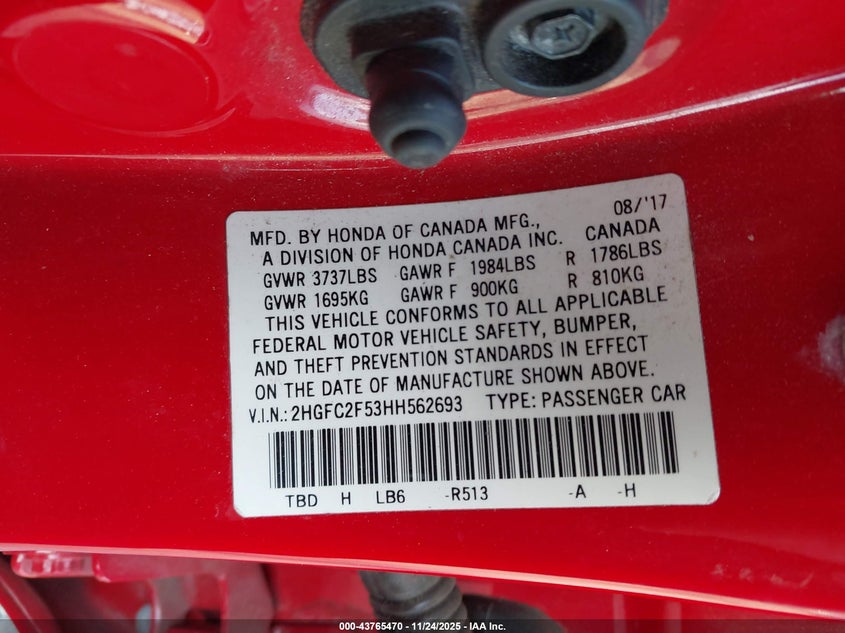 08/'17
MFD. BY HONDA OF CANADA MFG.,
A DIVISION OF HONDA CANADA INC. CANADA
GVWR 3737LBS GAWR F 1984LBS R 1786LBS
GVWR 1695KG GAWR F 900KG R 810KG
THIS VEHICLE CONFORMS TO ALL APPLICABLE
FEDERAL MOTOR VEHICLE SAFETY, BUMPER,
AND THEFT PREVENTION STANDARDS IN EFFECT
ON THE DATE OF MANUFACTURE SHOWN ABOVE.
V.I.N.: 2HGFC2F53HH562693 TYPE: PASSENGER CAR
TBD H LB6 -R513 -A -H
000-43765470 - 11/24/2025 - IAA Inc.